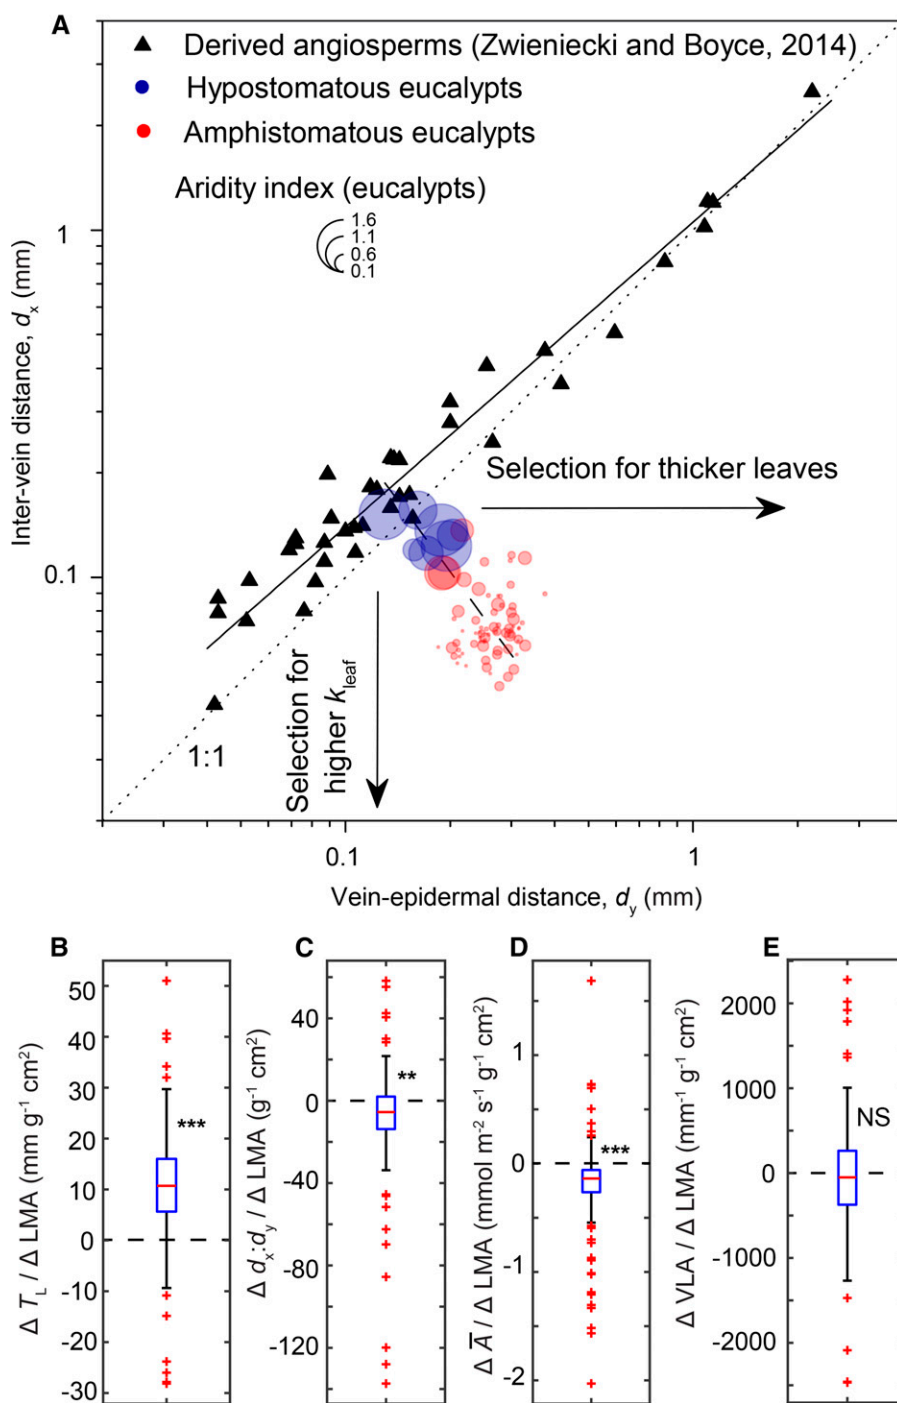 A
Derived angiosperms (Zwieniecki and Boyce, 2014)
Hypostomatous eucalypts
Amphistomatous eucalypts
Aridity index (eucalypts)
1.6
1.1
0.6
0.1
Inter-vein distance, dₓ (mm)
1
0.1
Selection for thicker leaves
Selection for
higher k_leaf
1:1
0.1
1
Vein-epidermal distance, d_y (mm)
B
Δ T_L / Δ LMA (mm g⁻¹ cm²)
50
40
30
20
10
0
-10
-20
-30
***
C
Δ dₓ:d_y / Δ LMA (g⁻¹ cm²)
40
0
-40
-80
-120
**
D
Δ A̅ / Δ LMA (mmol m⁻² s⁻¹ g⁻¹ cm²)
1
0
-1
-2
***
E
Δ VLA / Δ LMA (mm⁻¹ g⁻¹ cm²)
2000
1000
0
-1000
-2000
NS